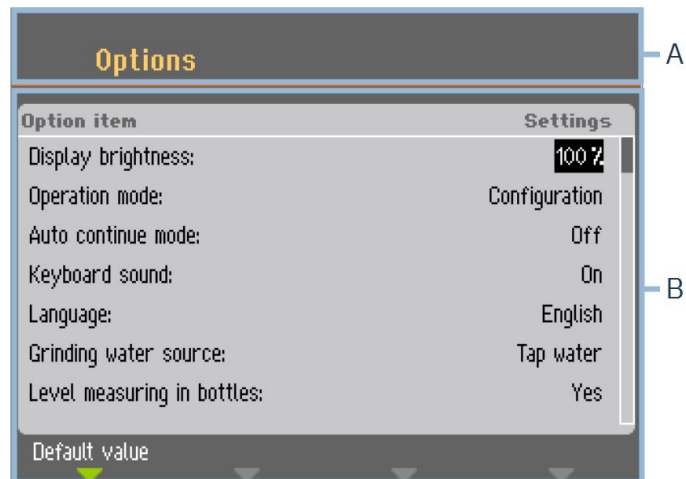 Options
A
Option item Settings
Display brightness: 100 %
Operation mode: Configuration
Auto continue mode: Off
Keyboard sound: On
B
Language: English
Grinding water source: Tap water
Level measuring in bottles: Yes
Default value